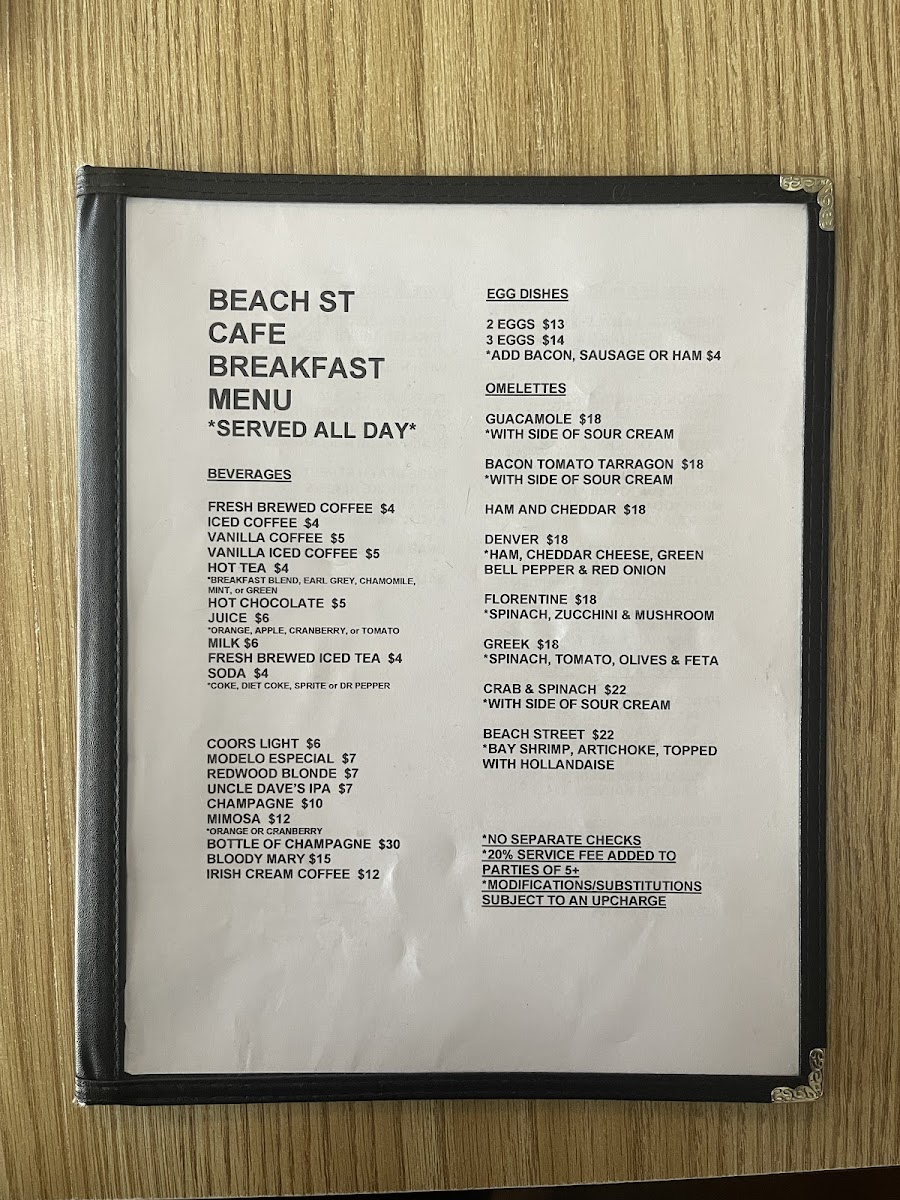 BEACH ST
CAFE
BREAKFAST
MENU
*SERVED ALL DAY*
BEVERAGES
FRESH BREWED COFFEE $4
ICED COFFEE $4
VANILLA COFFEE $5
VANILLA ICED COFFEE $5
HOT TEA $4
*BREAKFAST BLEND, EARL GREY, CHAMOMILE,
MINT, or GREEN
HOT CHOCOLATE $5
JUICE $6
*ORANGE, APPLE, CRANBERRY, or TOMATO
MILK $6
FRESH BREWED ICED TEA $4
SODA $4
*COKE, DIET COKE, SPRITE or DR PEPPER
COORS LIGHT $6
MODELO ESPECIAL $7
REDWOOD BLONDE $7
UNCLE DAVE'S IPA $7
CHAMPAGNE $10
MIMOSA $12
*ORANGE OR CRANBERRY
BOTTLE OF CHAMPAGNE $30
BLOODY MARY $15
IRISH CREAM COFFEE $12
EGG DISHES
2 EGGS $13
3 EGGS $14
*ADD BACON, SAUSAGE OR HAM $4
OMELETTES
GUACAMOLE $18
*WITH SIDE OF SOUR CREAM
BACON TOMATO TARRAGON $18
*WITH SIDE OF SOUR CREAM
HAM AND CHEDDAR $18
DENVER $18
*HAM, CHEDDAR CHEESE, GREEN
BELL PEPPER & RED ONION
FLORENTINE $18
*SPINACH, ZUCCHINI & MUSHROOM
GREEK $18
*SPINACH, TOMATO, OLIVES & FETA
CRAB & SPINACH $22
*WITH SIDE OF SOUR CREAM
BEACH STREET $22
*BAY SHRIMP, ARTICHOKE, TOPPED
WITH HOLLANDAISE
*NO SEPARATE CHECKS
*20% SERVICE FEE ADDED TO
PARTIES OF 5+
*MODIFICATIONS/SUBSTITUTIONS
SUBJECT TO AN UPCHARGE